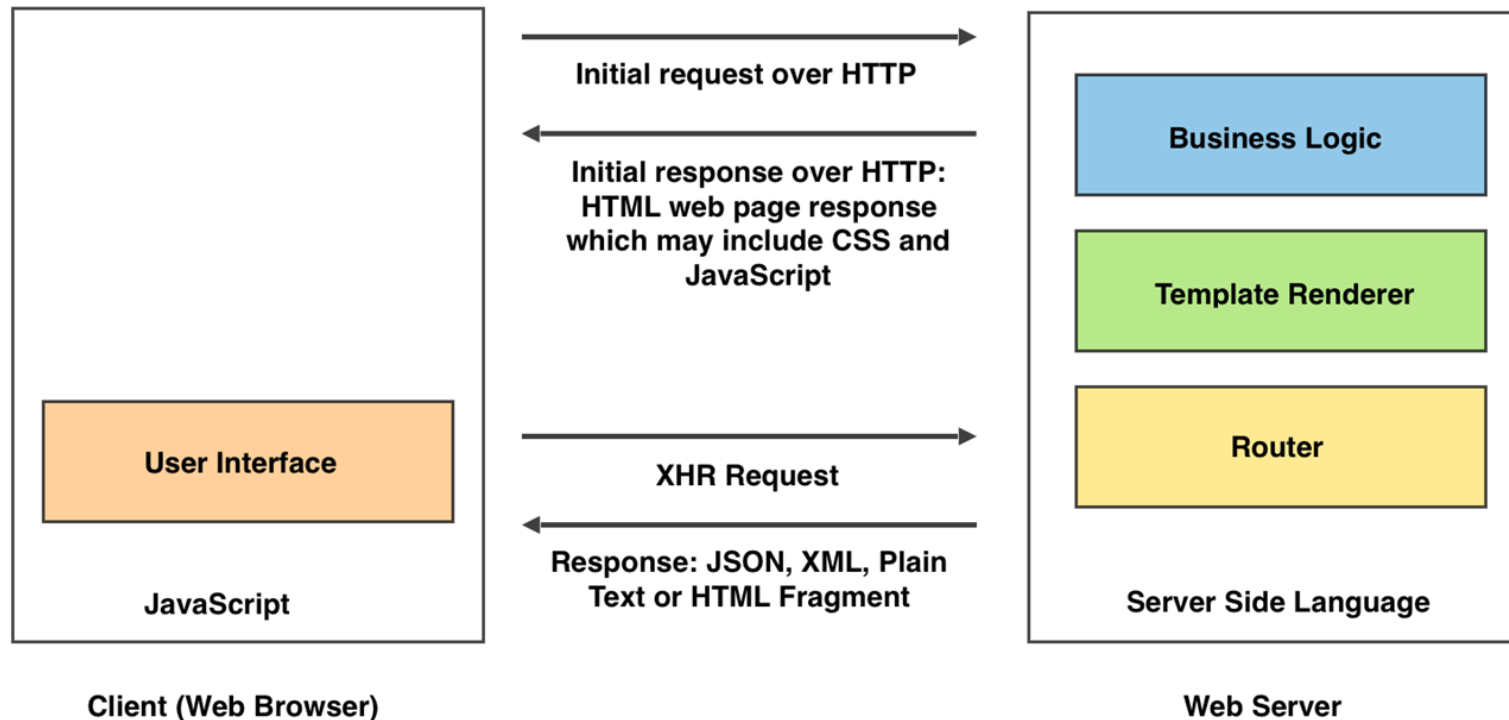 Initial request over HTTP
Initial response over HTTP:
HTML web page response
which may include CSS and
JavaScript
XHR Request
Response: JSON, XML, Plain
Text or HTML Fragment
User Interface
JavaScript
Client (Web Browser)
Business Logic
Template Renderer
Router
Server Side Language
Web Server